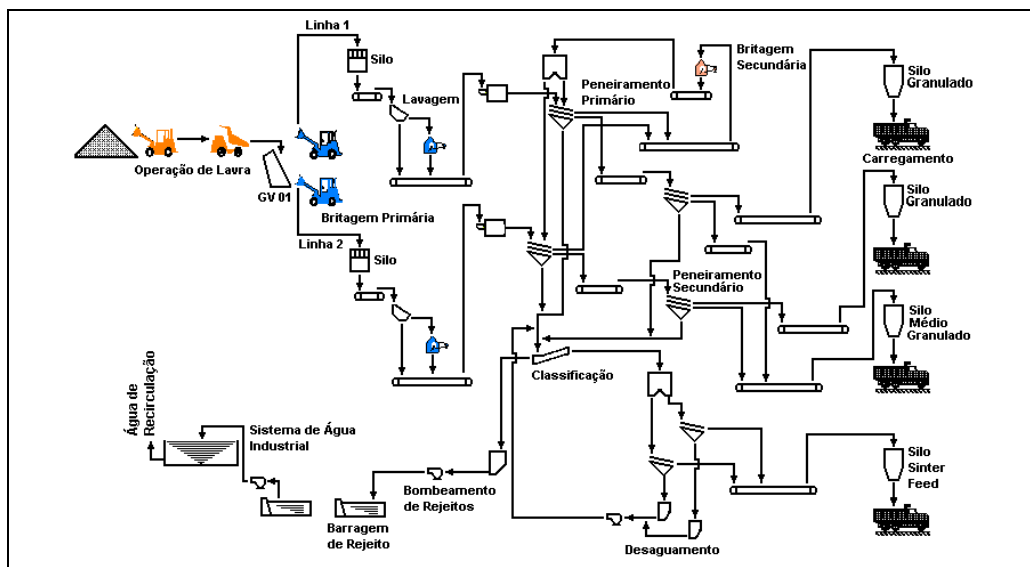 Linha 1
Silo
Lavagem
Britagem
Secundária
Peneiramento
Primário
Silo
Granulado
Carregamento
Operação de Lavra
GV 01
Britagem Primária
Linha 2
Silo
Silo
Granulado
Peneiramento
Secundário
Silo
Médio
Granulado
Classificação
Água de
Recirculação
Sistema de Água
Industrial
Bombeamento
de Rejeitos
Barragem
de Rejeito
Desaguamento
Silo
Sinter
Feed